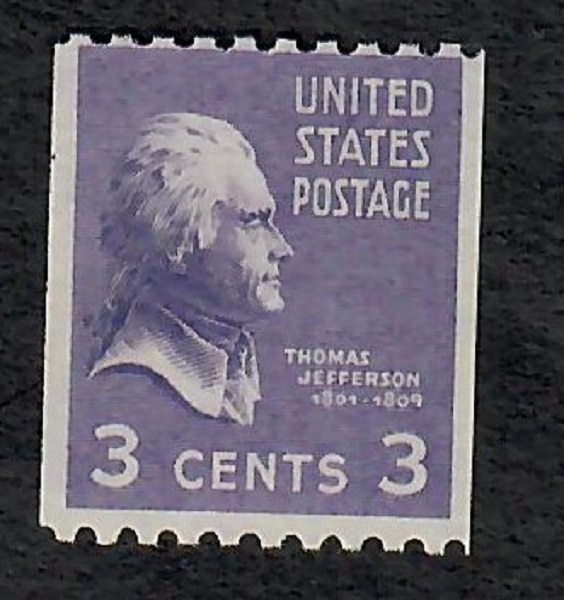 UNITED
STATES
POSTAGE
THOMAS
JEFFERSON
1801-1809
3 CENTS 3